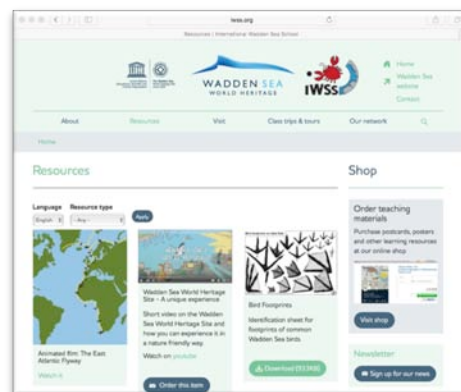 iwss.org
Resources | International Wadden Sea School
WADDEN SEA
WORLD HERITAGE
IWSS
Home
Wadden Sea
website
Contact
About
Resources
Visit
Class trips & tours
Our network
Home
Resources
Language
Resource type
English
- Any -
Apply
Animated film: The East
Atlantic Flyway
Watch it
Wadden Sea World Heritage
Site – A unique experience
Short video on the Wadden
Sea World Heritage Site and
how you can experience it in
a nature friendly way.
Watch on youtube
Order this item
Bird Footprints
Identification sheet for
footprints of common
Wadden Sea birds.
Shop
Order teaching
materials
Purchase postcards, posters
and other learning resources
at our online shop
Visit shop
Newsletter
Sign up for our news